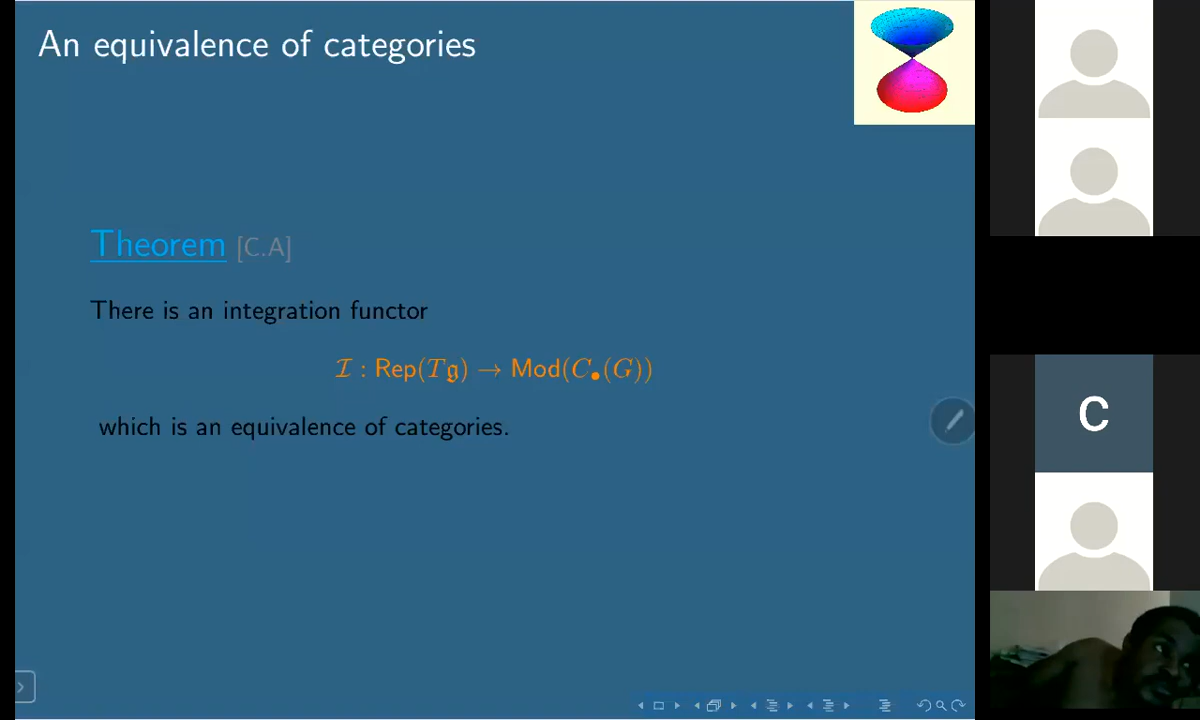 An equivalence of categories
Theorem [C.A]
There is an integration functor
ℐ : Rep(T𝔤) → Mod(C•(G))
which is an equivalence of categories.
C